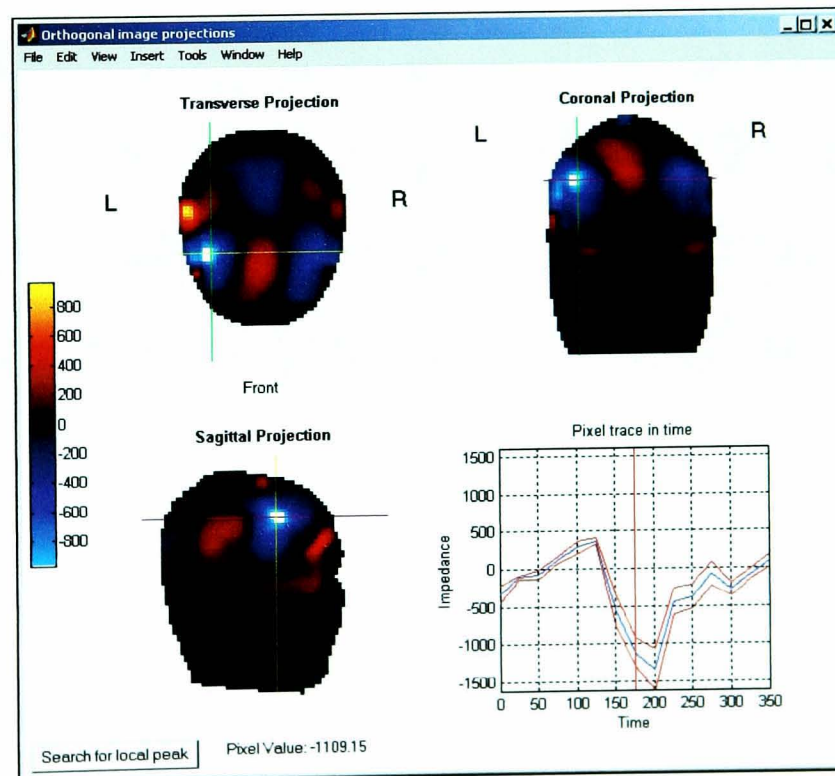 Orthogonal image projections
File Edit View Insert Tools Window Help
Transverse Projection
L
R
Front
Coronal Projection
L
R
800
600
400
200
0
-200
-400
-600
-800
Sagittal Projection
Pixel trace in time
1500
1000
500
0
-500
-1000
-1500
Impedance
0 50 100 150 200 250 300 350
Time
Search for local peak
Pixel Value: -1109.15